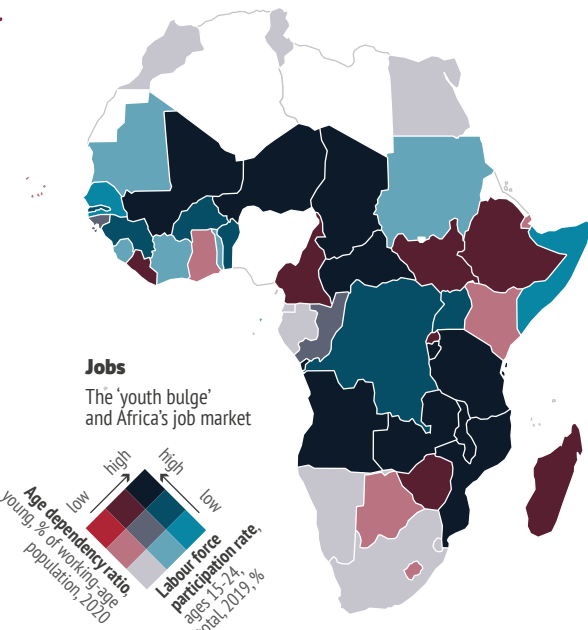 Jobs
The ‘youth bulge’
and Africa’s job market
low
high
high
low
Age dependency ratio,
young, % of working-age
population, 2020
Labour force
participation rate,
ages 15-24,
total, 2019, %